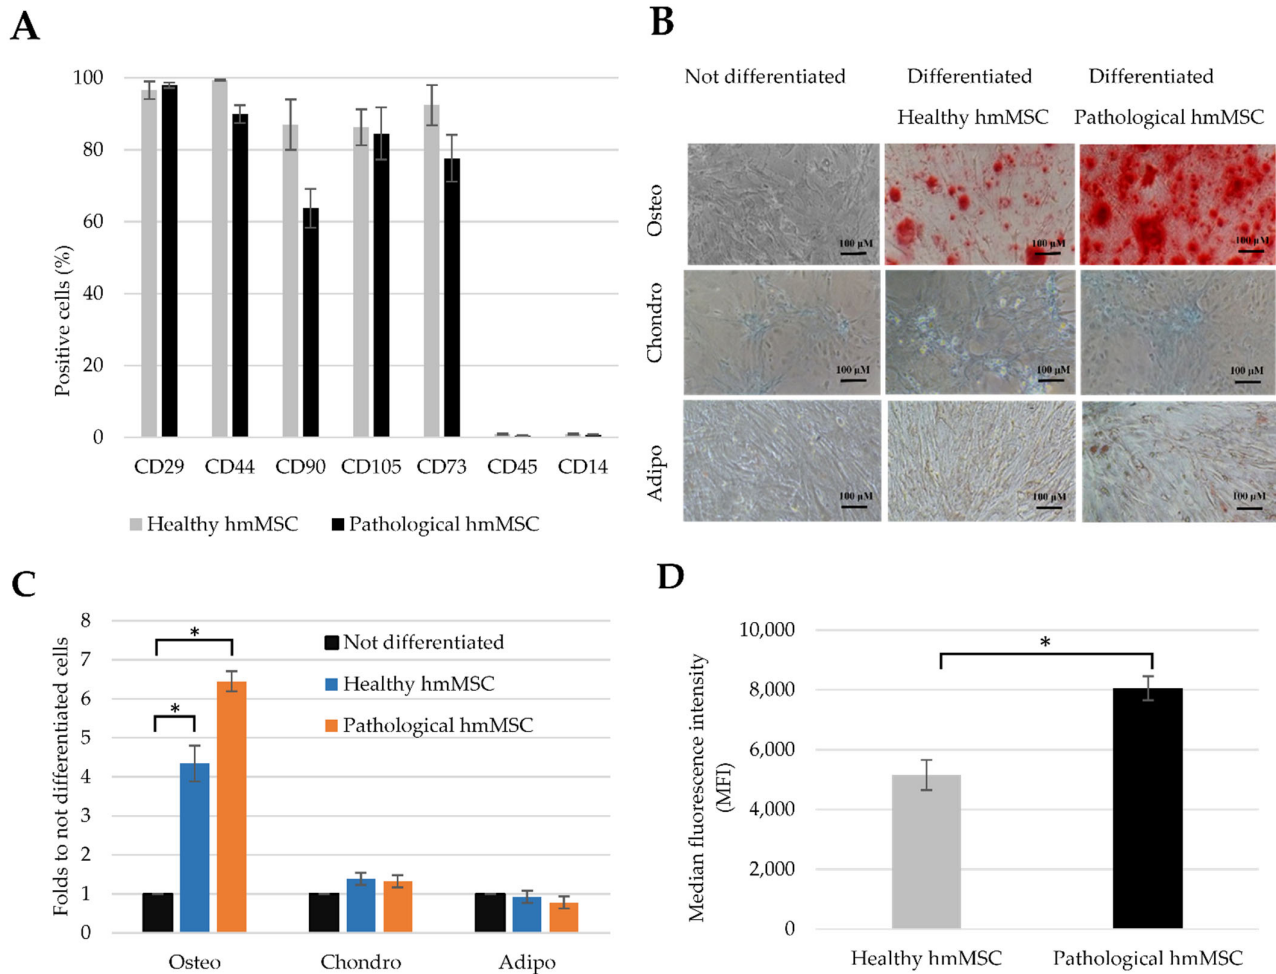 A
Positive cells (%)
100
80
60
40
20
0
CD29 CD44 CD90 CD105 CD73 CD45 CD14
Healthy hmMSC Pathological hmMSC
B
Not differentiated Differentiated Differentiated
Healthy hmMSC Pathological hmMSC
Osteo
100 µM 100 µM 100 µM
Chondro
100 µM 100 µM 100 µM
Adipo
100 µM 100 µM 100 µM
C
Folds to not differentiated cells
8
7
6
5
4
3
2
1
0
*
*
Not differentiated
Healthy hmMSC
Pathological hmMSC
Osteo Chondro Adipo
D
Median fluorescence intensity
(MFI)
10,000
8,000
6,000
4,000
2,000
0
*
Healthy hmMSC Pathological hmMSC